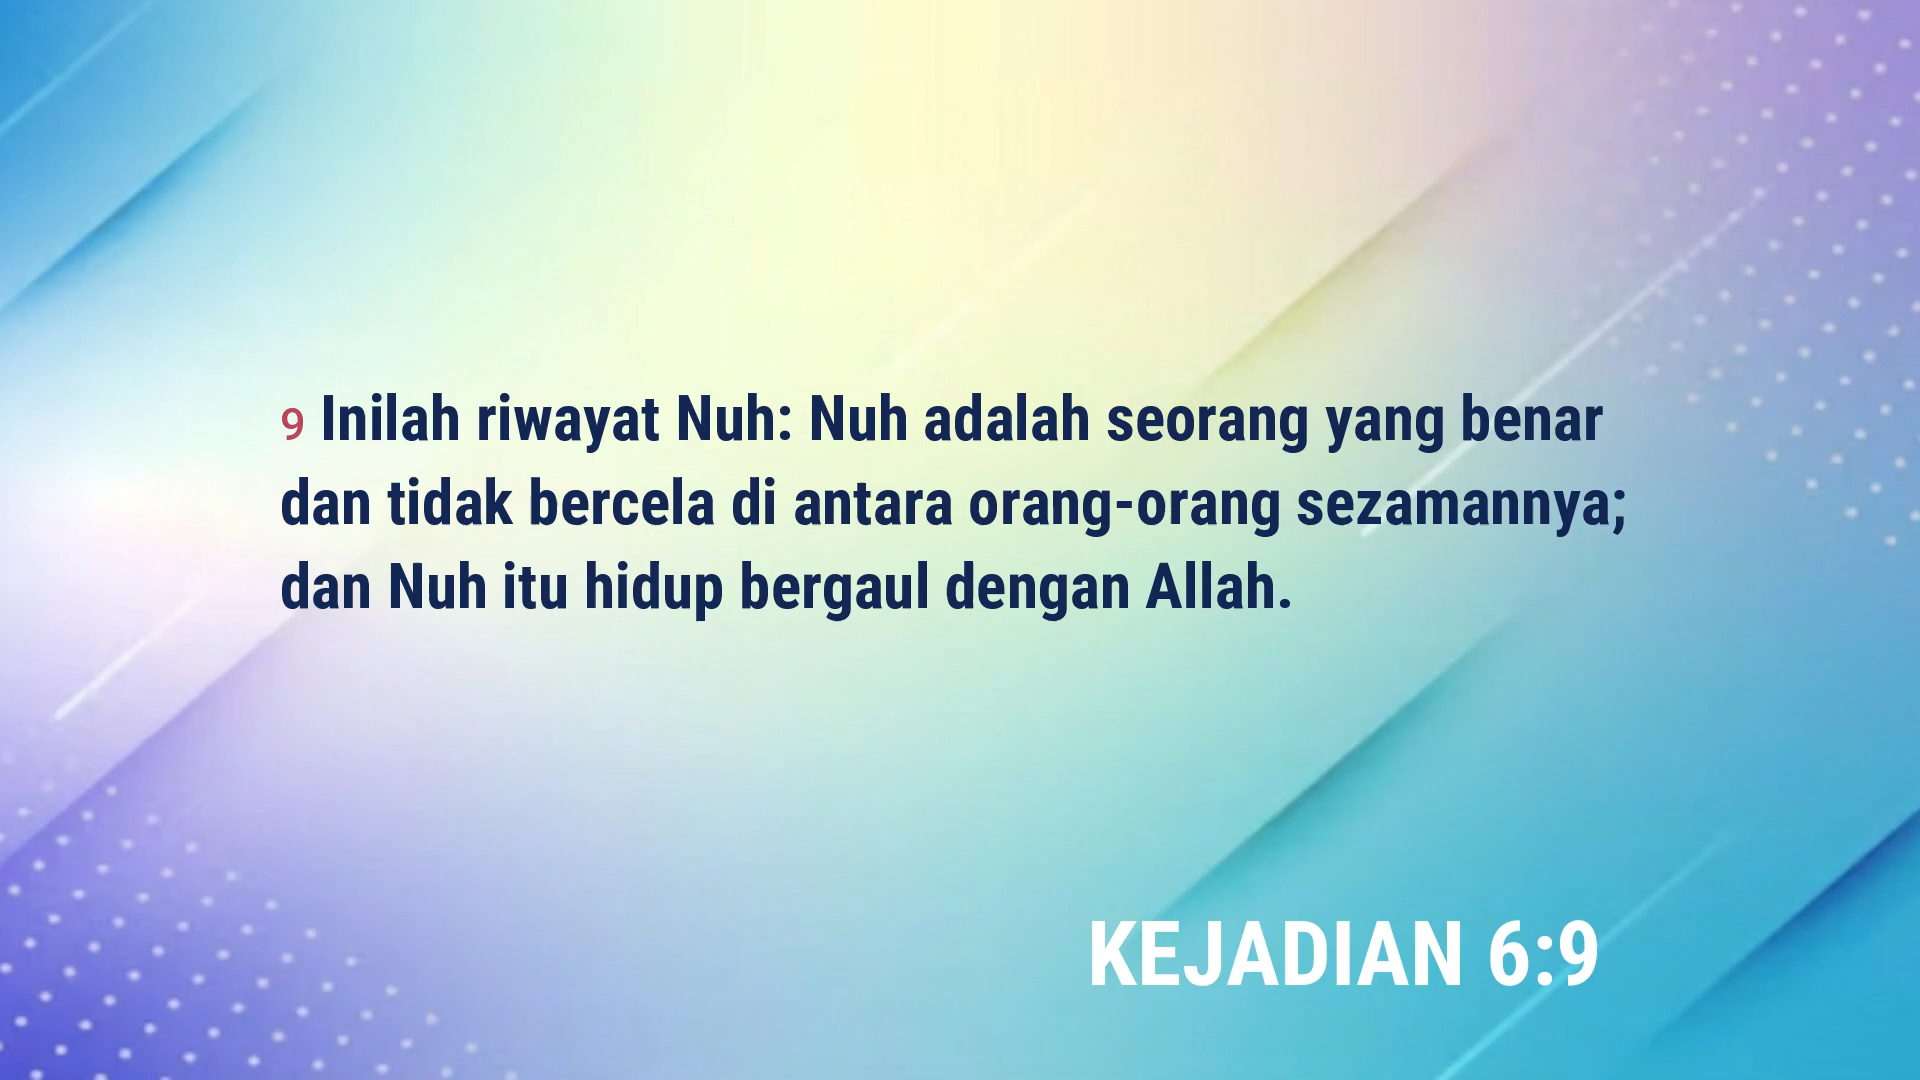 9 Inilah riwayat Nuh: Nuh adalah seorang yang benar
dan tidak bercela di antara orang-orang sezamannya;
dan Nuh itu hidup bergaul dengan Allah.
KEJADIAN 6:9